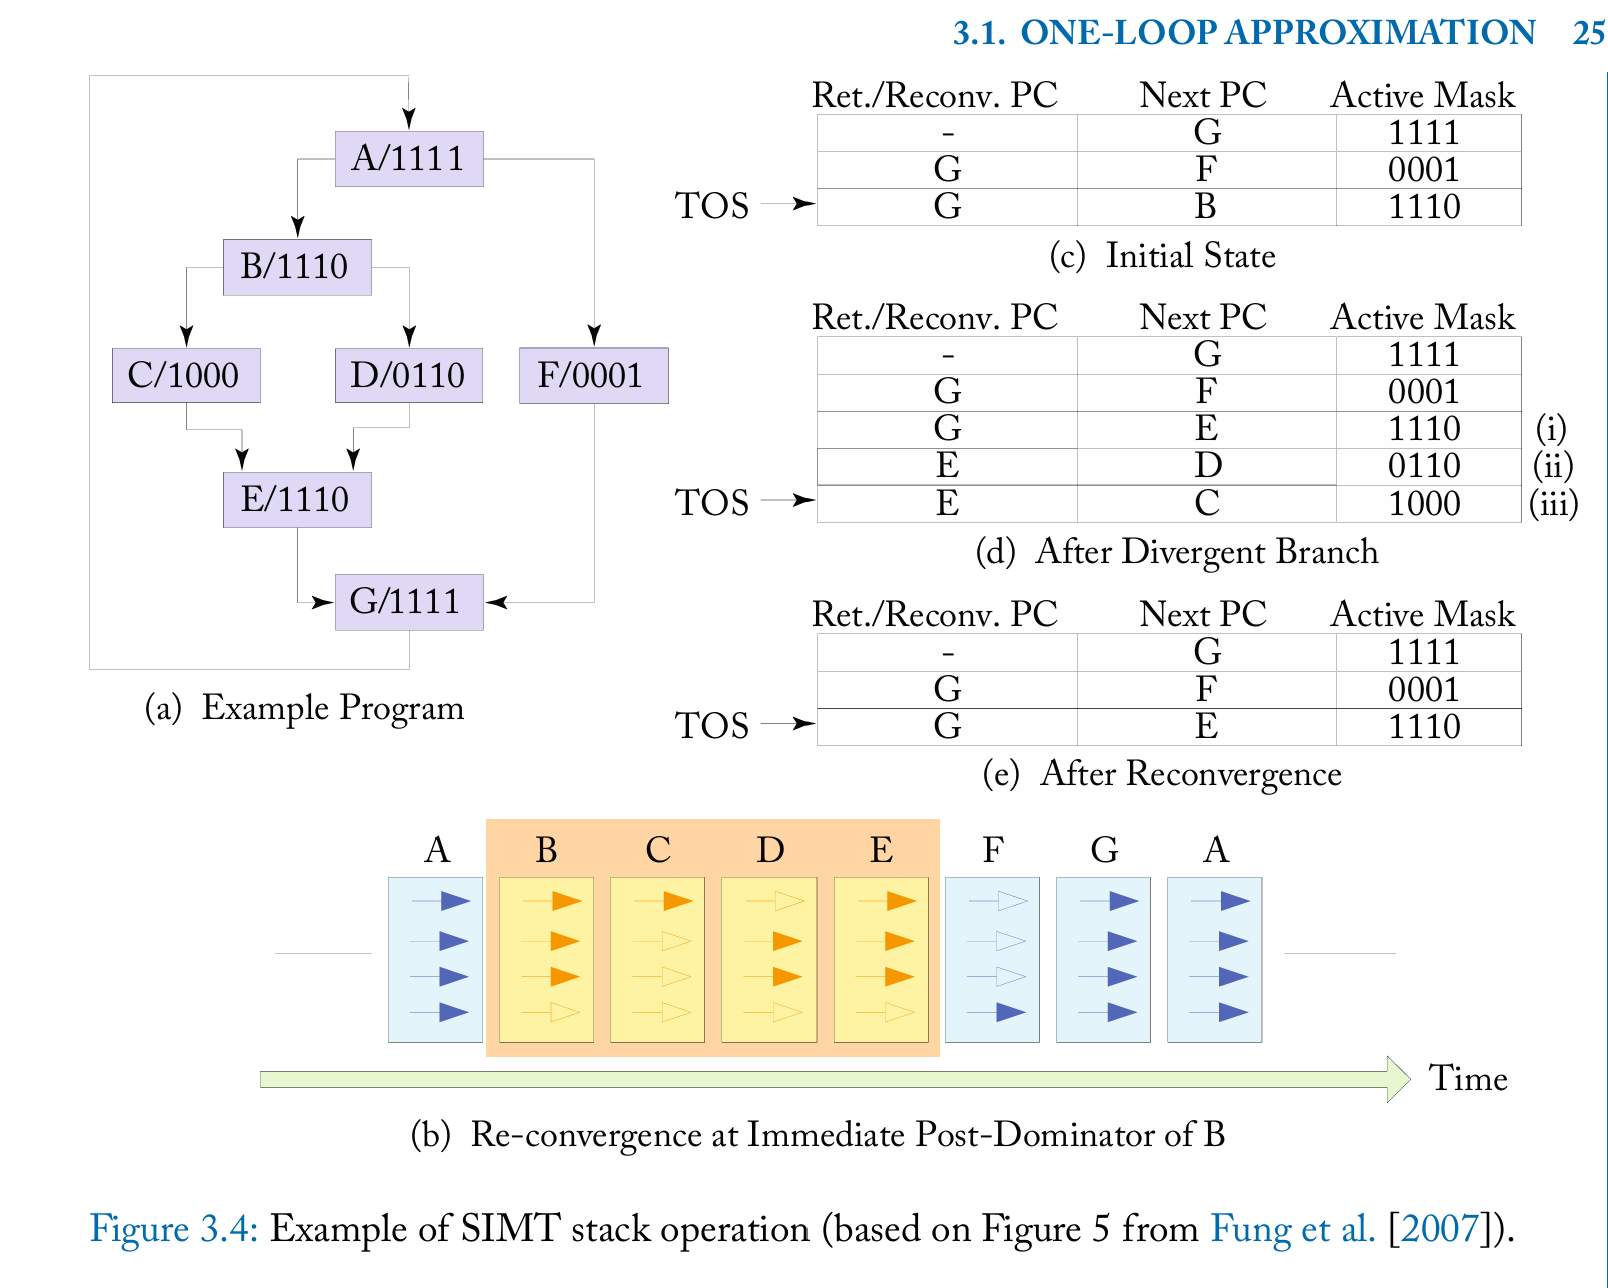 3.1. ONE-LOOP APPROXIMATION 25
A/1111
B/1110
C/1000 D/0110 F/0001
E/1110
G/1111
(a) Example Program
Ret./Reconv. PC Next PC Active Mask
- G 1111
G F 0001
TOS G B 1110
(c) Initial State
Ret./Reconv. PC Next PC Active Mask
- G 1111
G F 0001
G E 1110 (i)
E D 0110 (ii)
TOS E C 1000 (iii)
(d) After Divergent Branch
Ret./Reconv. PC Next PC Active Mask
- G 1111
G F 0001
TOS G E 1110
(e) After Reconvergence
A B C D E F G A
Time
(b) Re-convergence at Immediate Post-Dominator of B
Figure 3.4: Example of SIMT stack operation (based on Figure 5 from Fung et al. [2007]).